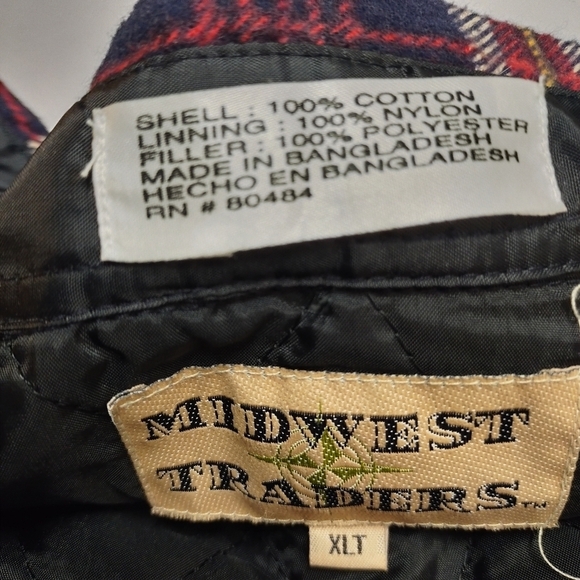 SHELL : 100% COTTON
LINNING : 100% NYLON
FILLER : 100% POLYESTER
MADE IN BANGLADESH
HECHO EN BANGLADESH
RN # 80484
MIDWEST
TRADERS™
XLT